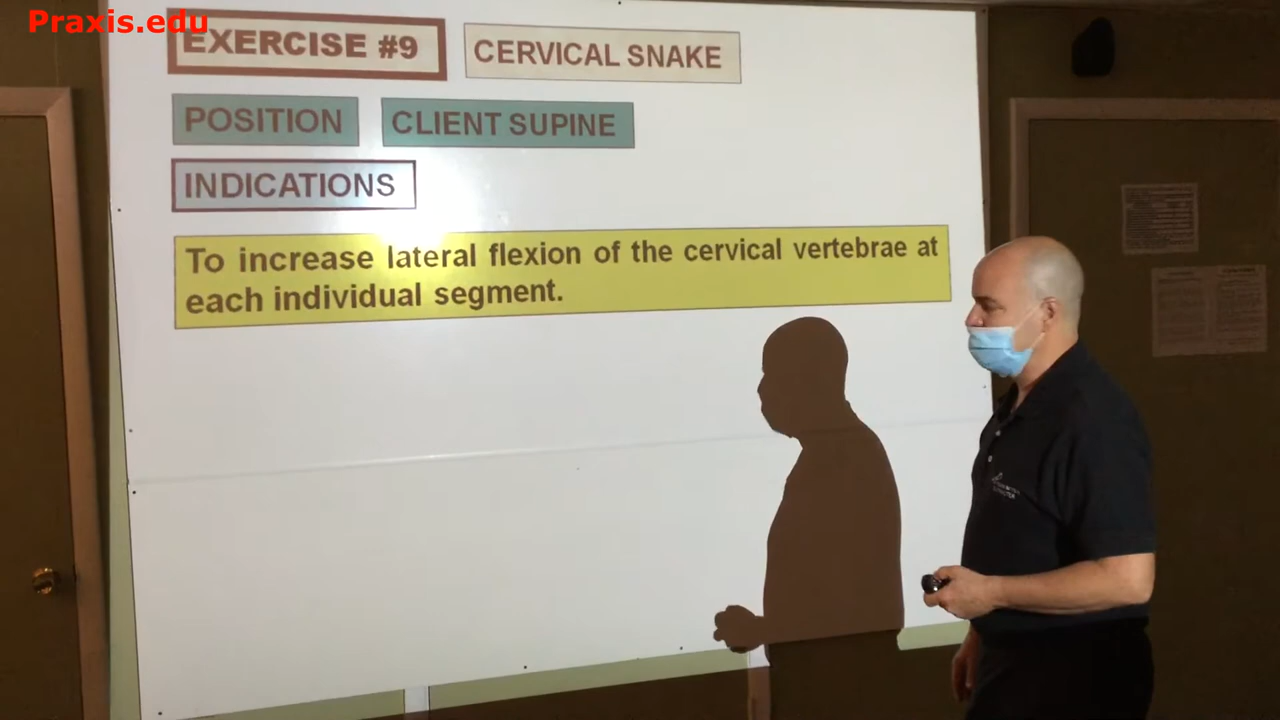 Praxis.edu
EXERCISE #9 CERVICAL SNAKE
POSITION CLIENT SUPINE
INDICATIONS
To increase lateral flexion of the cervical vertebrae at
each individual segment.